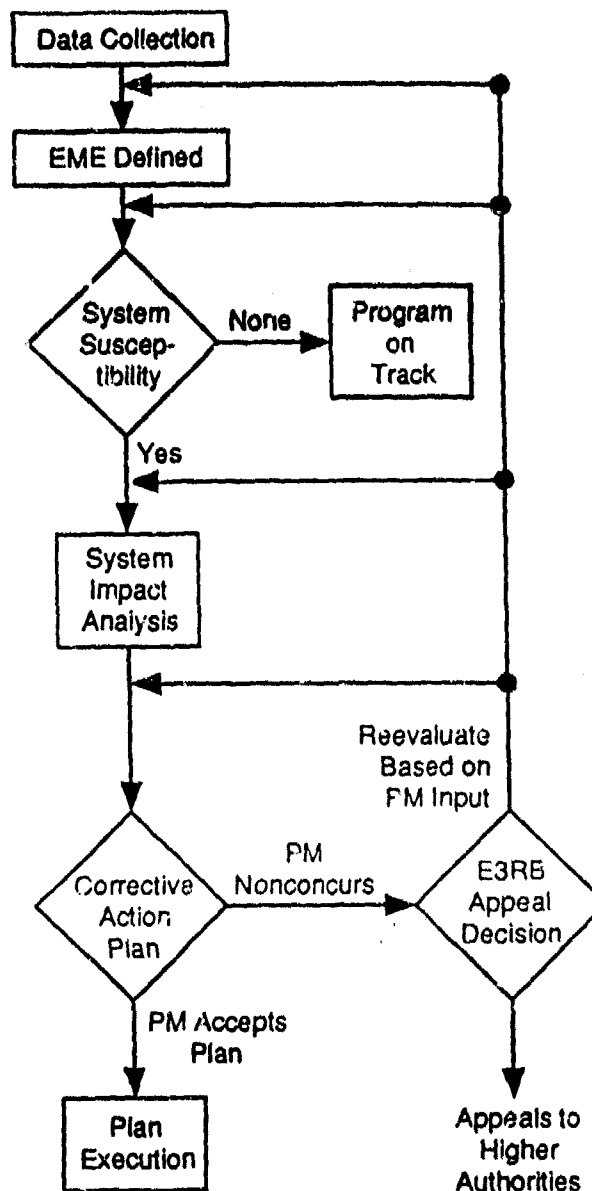 Data Collection
EME Defined
System
Suscep-
tibility
None
Program
on
Track
Yes
System
Impact
Analysis
Reevaluate
Based on
PM Input
Corrective
Action
Plan
PM
Nonconcurs
E3RB
Appeal
Decision
PM Accepts
Plan
Plan
Execution
Appeals to
Higher
Authorities